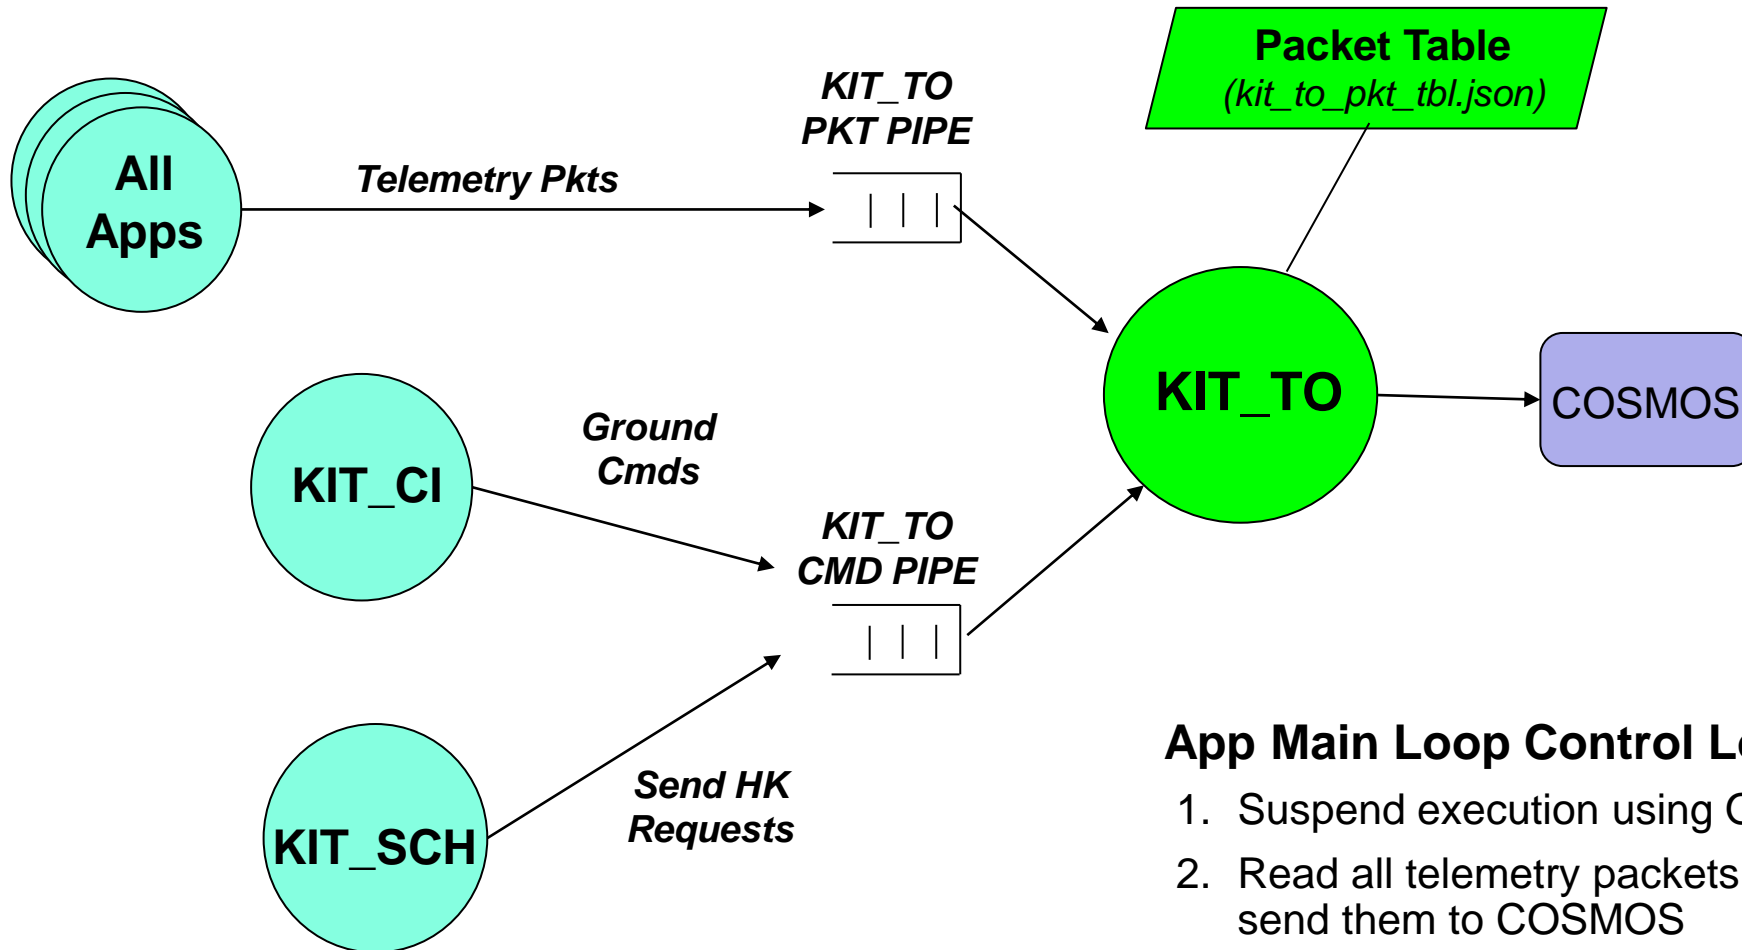 Packet Table
(kit_to_pkt_tbl.json)
KIT_TO
PKT PIPE
All
Apps
Telemetry Pkts
KIT_TO
COSMOS
Ground
Cmds
KIT_CI
KIT_TO
CMD PIPE
Send HK
Requests
KIT_SCH
App Main Loop Control
1. Suspend execution using
2. Read all telemetry packets
send them to COSMOS